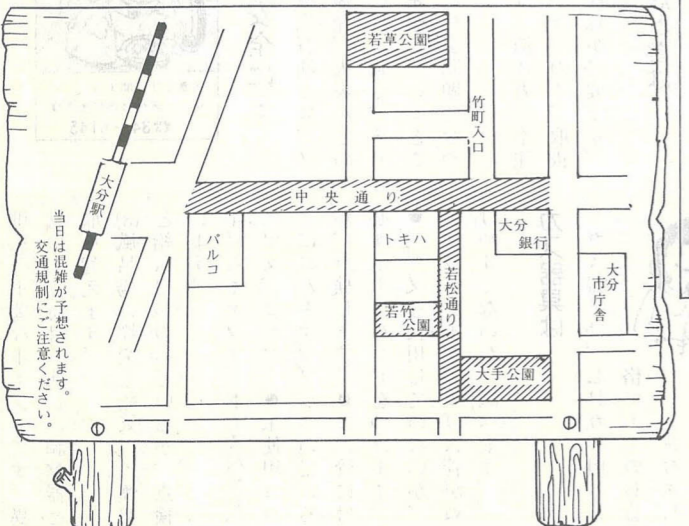 若草公園
竹町入口
大分駅
中央通り
パルコ
トキハ
若松通り
大分
銀行
大分
市庁舎
若竹
公園
大手公園
当日は混雑が予想されます。
交通規制にご注意ください。